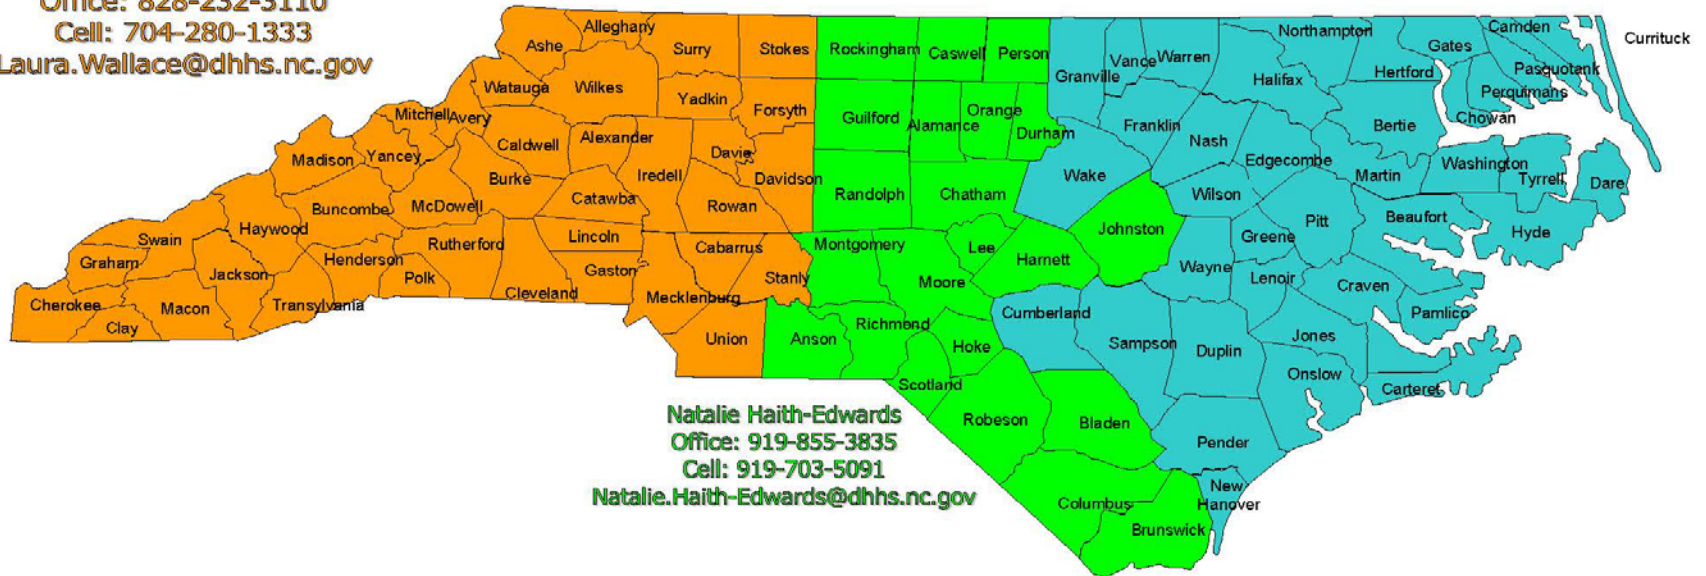 Office: 828-232-3110
Cell: 704-280-1333
Laura.Wallace@dhhs.nc.gov
Ashe
Alleghany
Surry
Stokes
Rockingham
Caswell
Person
Granville
Vance
Warren
Northampton
Halifax
Gates
Hertford
Camden
Currituck
Pasquotank
Perquimans
Chowan
Watauga
Wilkes
Yadkin
Forsyth
Guilford
Alamance
Orange
Durham
Franklin
Nash
Edgecombe
Bertie
Mitchell
Avery
Caldwell
Alexander
Davie
Iredell
Davidson
Madison
Yancey
Burke
Catawba
Rowan
Randolph
Chatham
Wake
Wilson
Martin
Washington
Tyrrell
Dare
Buncombe
McDowell
Haywood
Swain
Rutherford
Lincoln
Cabarrus
Montgomery
Lee
Harnett
Johnston
Greene
Pitt
Beaufort
Hyde
Graham
Jackson
Henderson
Polk
Gaston
Stanly
Moore
Wayne
Lenoir
Craven
Cherokee
Clay
Macon
Transylvania
Cleveland
Mecklenburg
Union
Anson
Richmond
Hoke
Cumberland
Sampson
Duplin
Jones
Pamlico
Scotland
Onslow
Carteret
Robeson
Bladen
Pender
Columbus
Brunswick
New
Hanover
Natalie Haith-Edwards
Office: 919-855-3835
Cell: 919-703-5091
Natalie.Haith-Edwards@dhhs.nc.gov